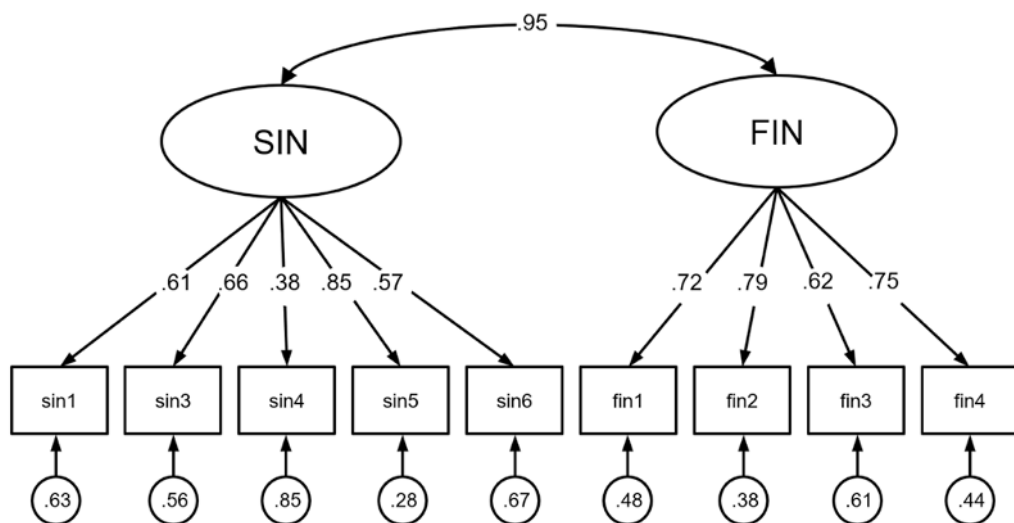 .95
SIN
FIN
.61 .66 .38 .85 .57 .72 .79 .62 .75
sin1 sin3 sin4 sin5 sin6 fin1 fin2 fin3 fin4
.63 .56 .85 .28 .67 .48 .38 .61 .44